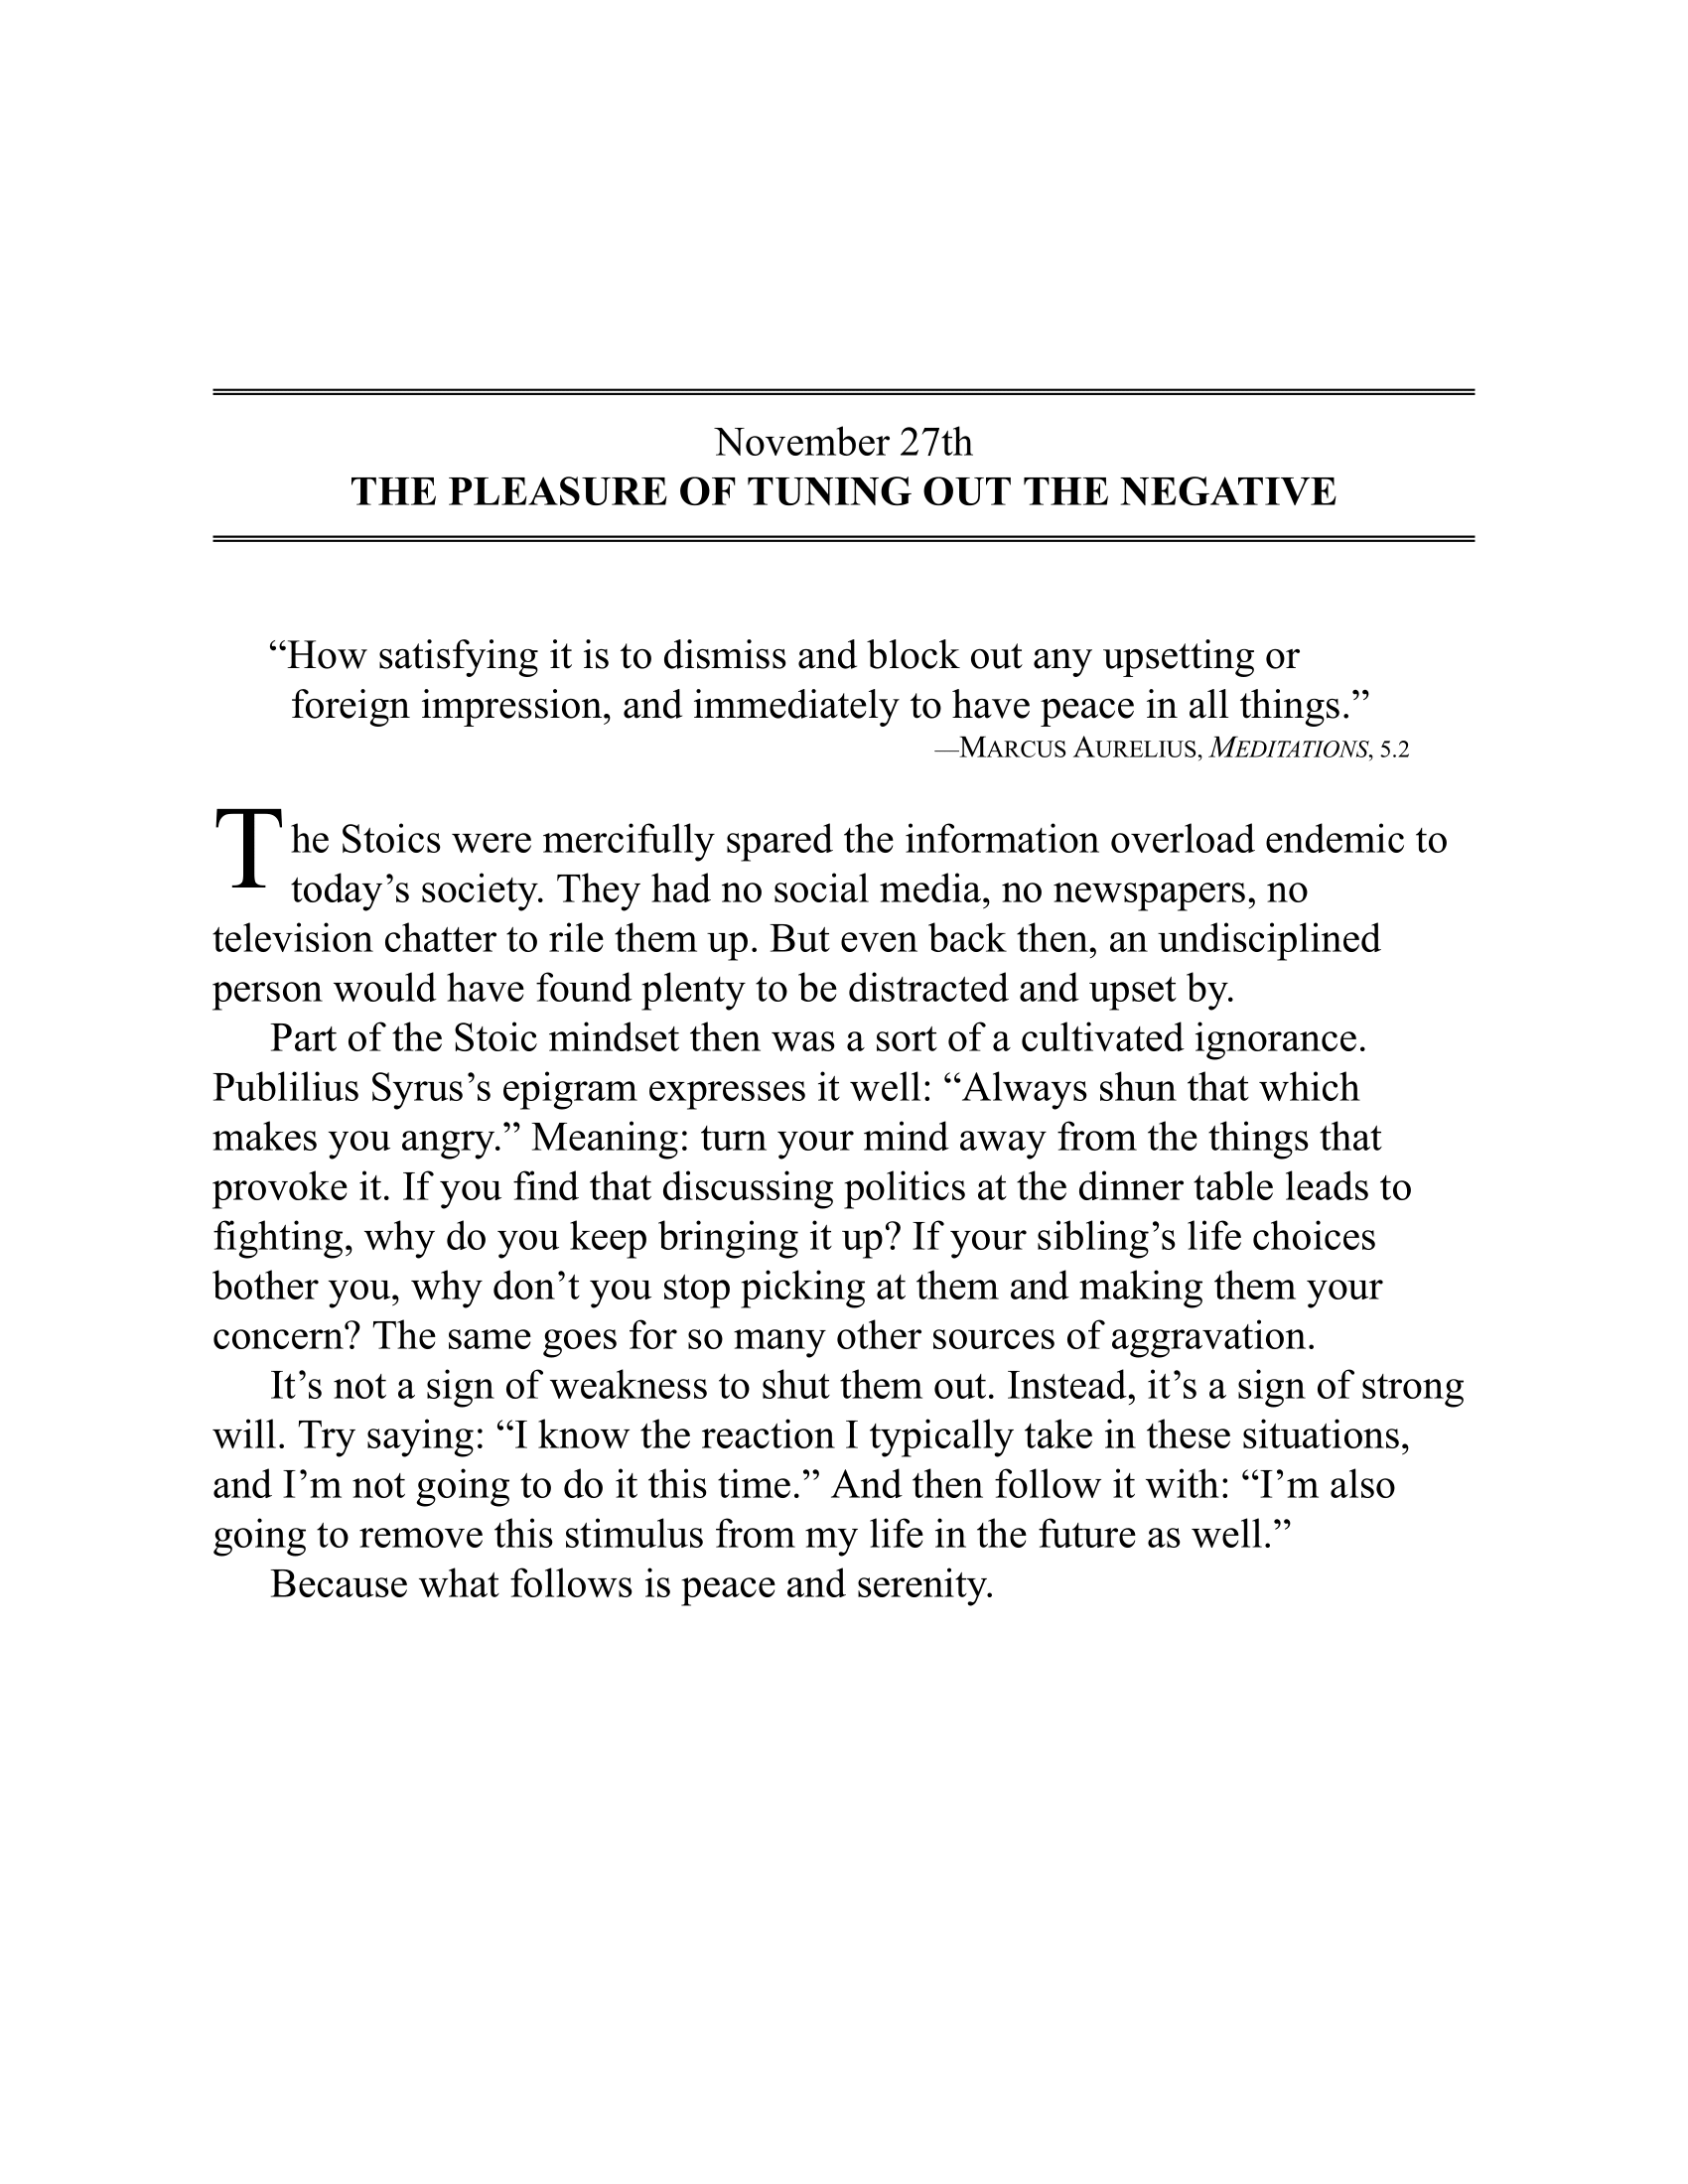 November 27th
THE PLEASURE OF TUNING OUT THE NEGATIVE
“How satisfying it is to dismiss and block out any upsetting or
foreign impression, and immediately to have peace in all things.”
—MARCUS AURELIUS, MEDITATIONS, 5.2
The Stoics were mercifully spared the information overload endemic to
today’s society. They had no social media, no newspapers, no
television chatter to rile them up. But even back then, an undisciplined
person would have found plenty to be distracted and upset by.
Part of the Stoic mindset then was a sort of a cultivated ignorance.
Publilius Syrus’s epigram expresses it well: “Always shun that which
makes you angry.” Meaning: turn your mind away from the things that
provoke it. If you find that discussing politics at the dinner table leads to
fighting, why do you keep bringing it up? If your sibling’s life choices
bother you, why don’t you stop picking at them and making them your
concern? The same goes for so many other sources of aggravation.
It’s not a sign of weakness to shut them out. Instead, it’s a sign of strong
will. Try saying: “I know the reaction I typically take in these situations,
and I’m not going to do it this time.” And then follow it with: “I’m also
going to remove this stimulus from my life in the future as well.”
Because what follows is peace and serenity.